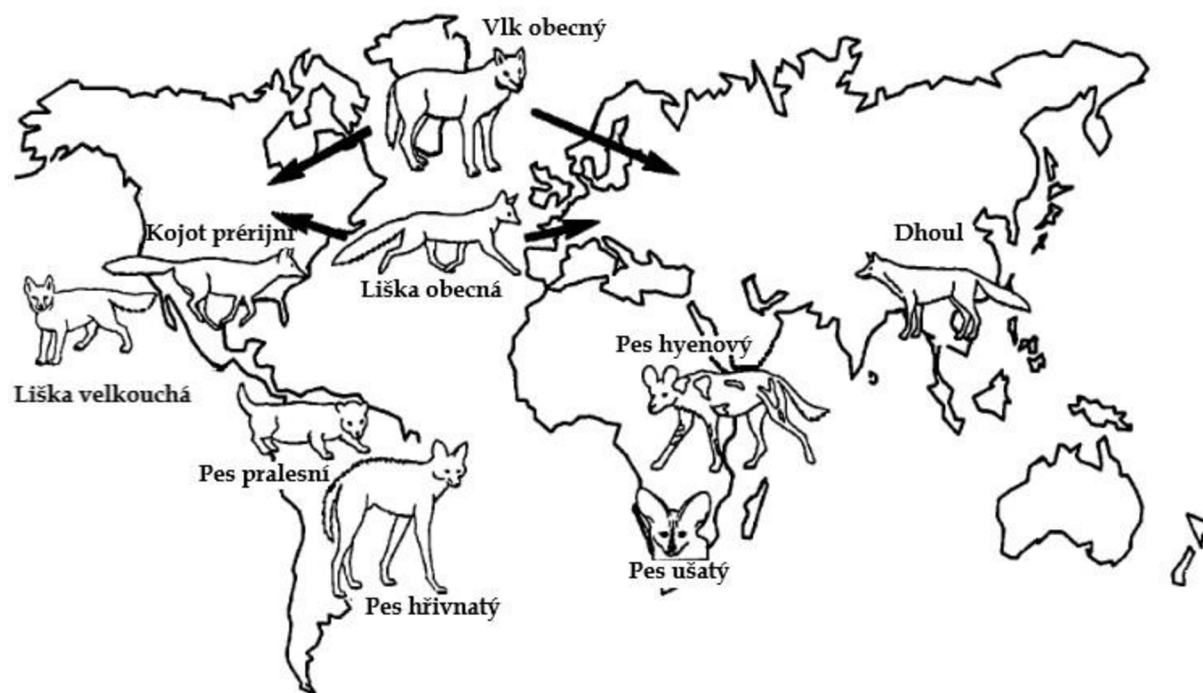 Vlk obecný
Kojot prérijní
Liška obecná
Dhoul
Pes hyenový
Liška velkouchá
Pes pralesní
Pes ušatý
Pes hřivnatý